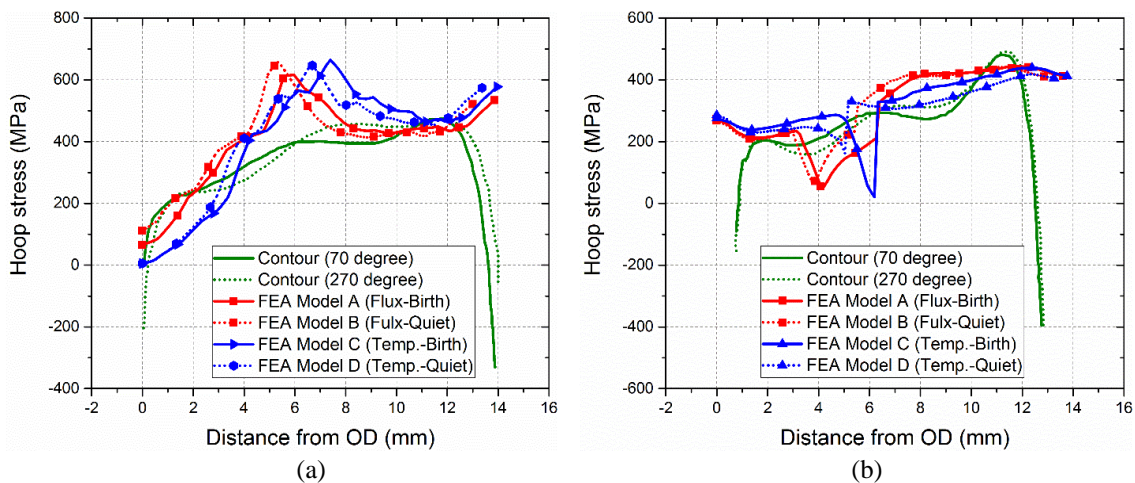 800
600
400
200
0
-200
-400
-2 0 2 4 6 8 10 12 14 16
Hoop stress (MPa)
Distance from OD (mm)
Contour (70 degree)
Contour (270 degree)
FEA Model A (Flux-Birth)
FEA Model B (Fulx-Quiet)
FEA Model C (Temp.-Birth)
FEA Model D (Temp.-Quiet)
(a)
600
400
200
0
-200
-400
-600
-2 0 2 4 6 8 10 12 14 16
Hoop stress (MPa)
Distance from OD (mm)
Contour (70 degree)
Contour (270 degree)
FEA Model A (Flux-Birth)
FEA Model B (Fulx-Quiet)
FEA Model C (Temp.-Birth)
FEA Model D (Temp.-Quiet)
(b)